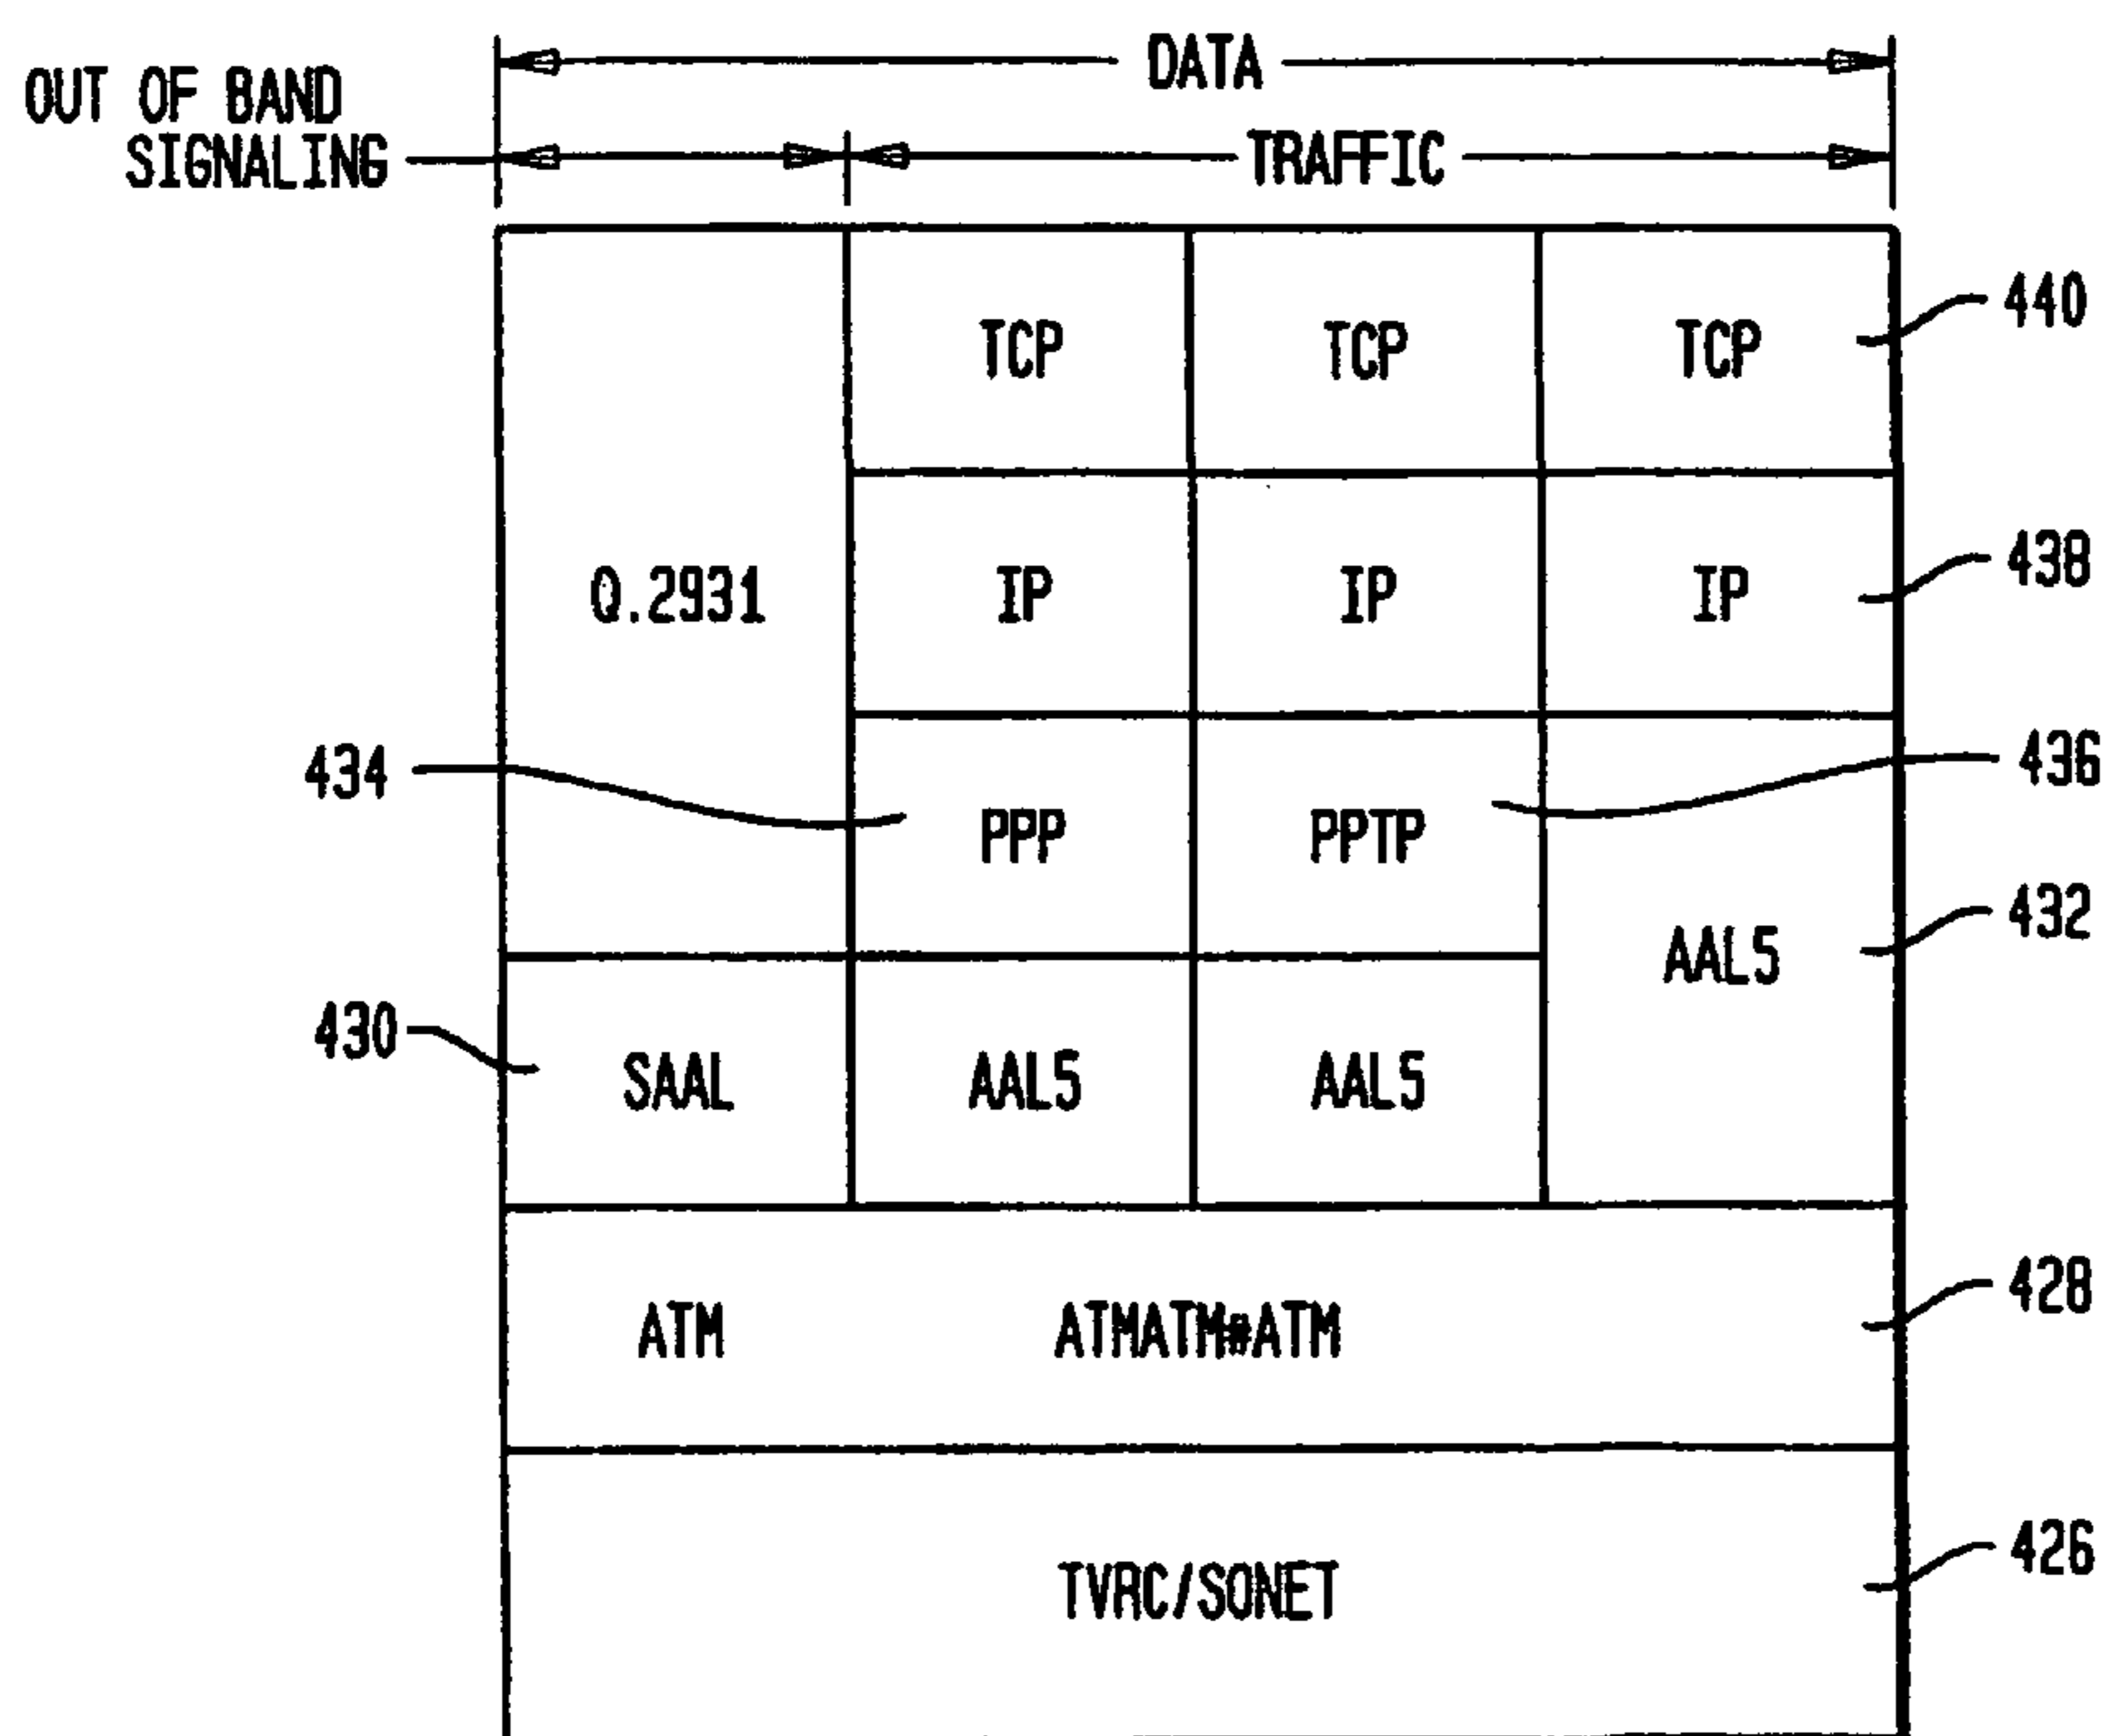 DATA
OUT OF BAND
SIGNALING
TRAFFIC
TCP TCP TCP 440
Q.2931 IP IP IP 438
434 PPP PPTP 436
AAL5 432
430 SAAL AAL5 AAL5
ATM ATMATM ATM 428
TVRC/SONET 426